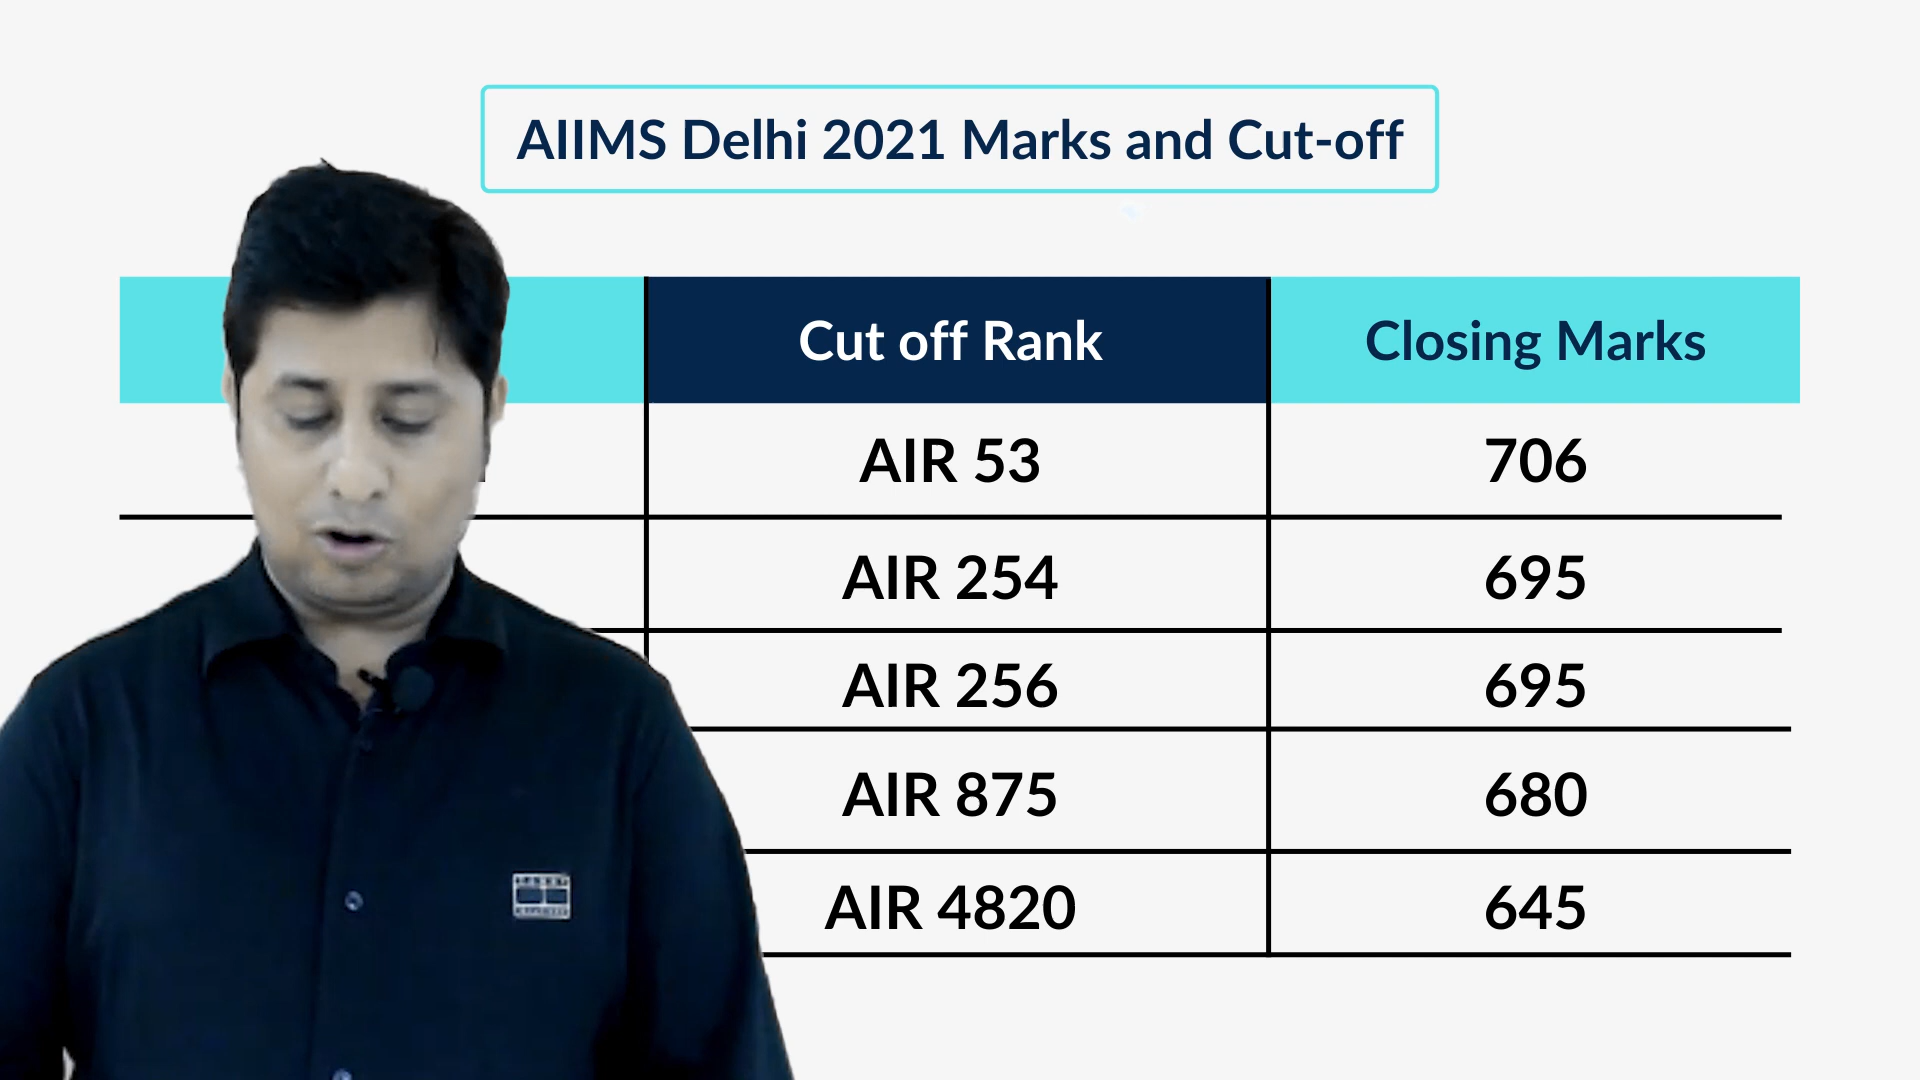 AIIMS Delhi 2021 Marks and Cut-off
Cut off Rank Closing Marks
AIR 53 706
AIR 254 695
AIR 256 695
AIR 875 680
AIR 4820 645